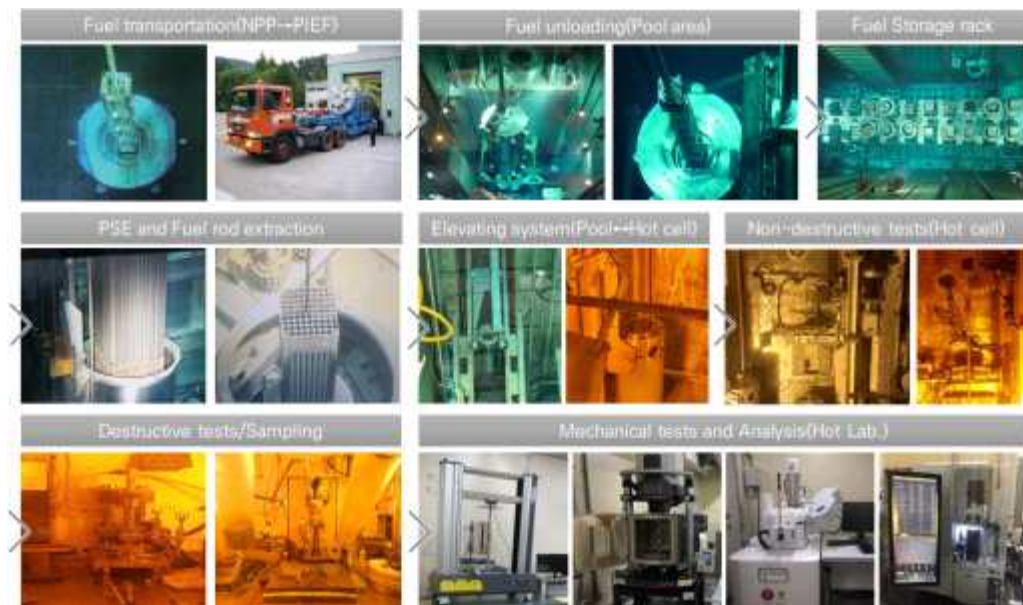 Fuel transportation(NPP→PIEF)
Fuel unloading(Pool area)
Fuel Storage rack
PSE and Fuel rod extraction
Elevating system(Pool↔Hot cell)
Non-destructive tests(Hot cell)
Destructive tests/Sampling
Mechanical tests and Analysis(Hot Lab.)